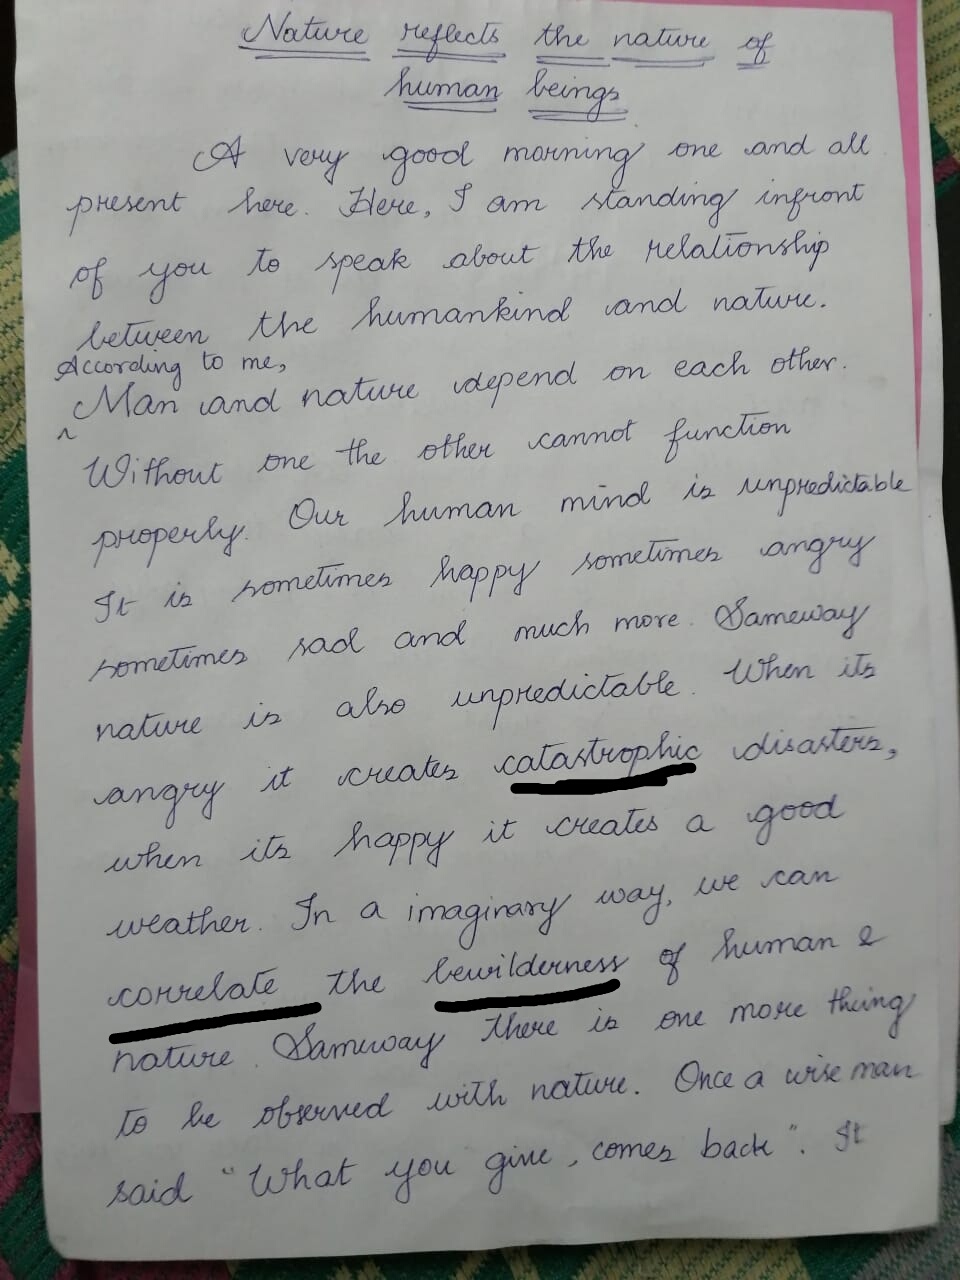 Nature reflects the nature of
human beings
A very good morning one and all
present here. Here, I am standing infront
of you to speak about the relationship
between the humankind and nature.
According to me,
^ Man and nature depend on each other.
Without one the other cannot function
properly. Our human mind is unpredictable
It is sometimes happy sometimes angry
sometimes sad and much more. Sameway
nature is also unpredictable. When its
angry it creates catastrophic disasters,
when its happy it creates a good
weather. In a imaginary way, we can
correlate the bewilderness of human &
nature. Sameway there is one more theing
to be observed with nature. Once a wise man
said "What you give, comes back". It